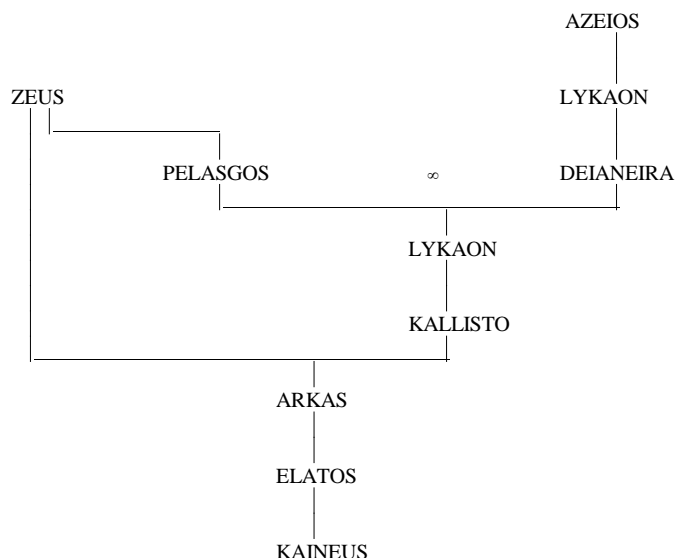 AZEIOS
ZEUS LYKAON
PELASGOS ∞ DEIANEIRA
LYKAON
KALLISTO
ARKAS
ELATOS
KAINEUS